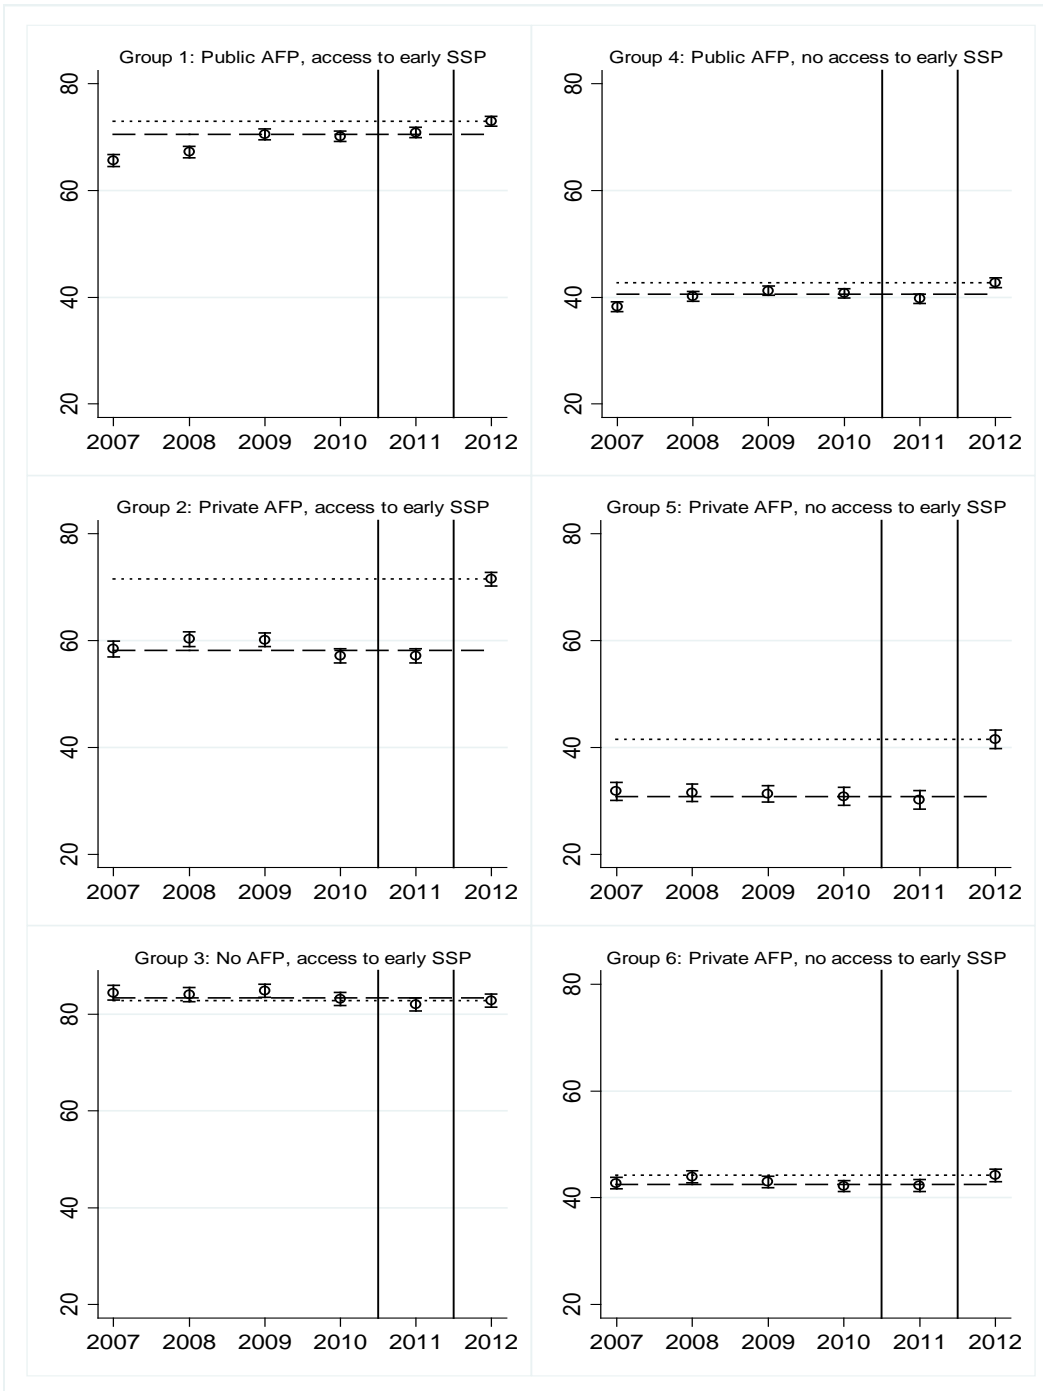 Group 1: Public AFP, access to early SSP
80
60
40
20
2007 2008 2009 2010 2011 2012
Group 4: Public AFP, no access to early SSP
80
60
40
20
2007 2008 2009 2010 2011 2012
Group 2: Private AFP, access to early SSP
80
60
40
20
2007 2008 2009 2010 2011 2012
Group 5: Private AFP, no access to early SSP
80
60
40
20
2007 2008 2009 2010 2011 2012
Group 3: No AFP, access to early SSP
80
60
40
20
2007 2008 2009 2010 2011 2012
Group 6: Private AFP, no access to early SSP
80
60
40
20
2007 2008 2009 2010 2011 2012